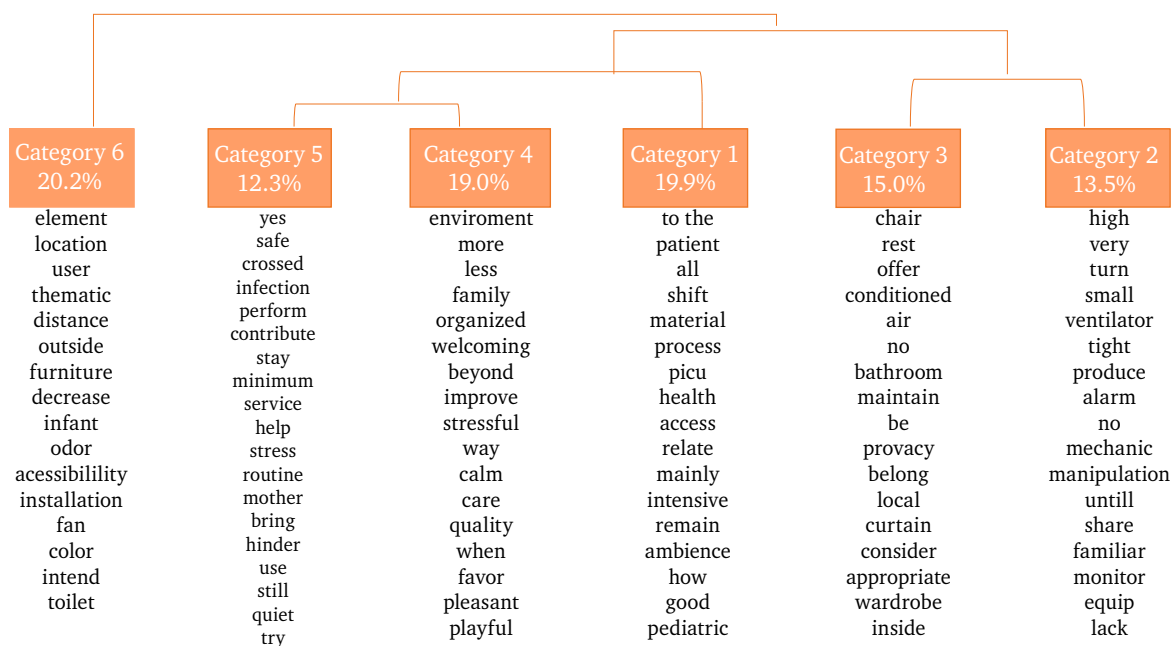 Category 6
20.2%
element
location
user
thematic
distance
outside
furniture
decrease
infant
odor
acessibilility
installation
fan
color
intend
toilet
Category 5
12.3%
yes
safe
crossed
infection
perform
contribute
stay
minimum
service
help
stress
routine
mother
bring
hinder
use
still
quiet
try
Category 4
19.0%
enviroment
more
less
family
organized
welcoming
beyond
improve
stressful
way
calm
care
quality
when
favor
pleasant
playful
Category 1
19.9%
to the
patient
all
shift
material
process
picu
health
access
relate
mainly
intensive
remain
ambience
how
good
pediatric
Category 3
15.0%
chair
rest
offer
conditioned
air
no
bathroom
maintain
be
provacy
belong
local
curtain
consider
appropriate
wardrobe
inside
Category 2
13.5%
high
very
turn
small
ventilator
tight
produce
alarm
no
mechanic
manipulation
untill
share
familiar
monitor
equip
lack